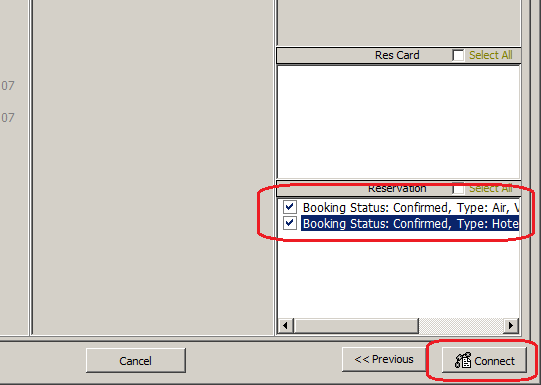 Res Card Select All
07
07
Reservation Select All
Booking Status: Confirmed, Type: Air, V
Booking Status: Confirmed, Type: Hote
Cancel << Previous Connect